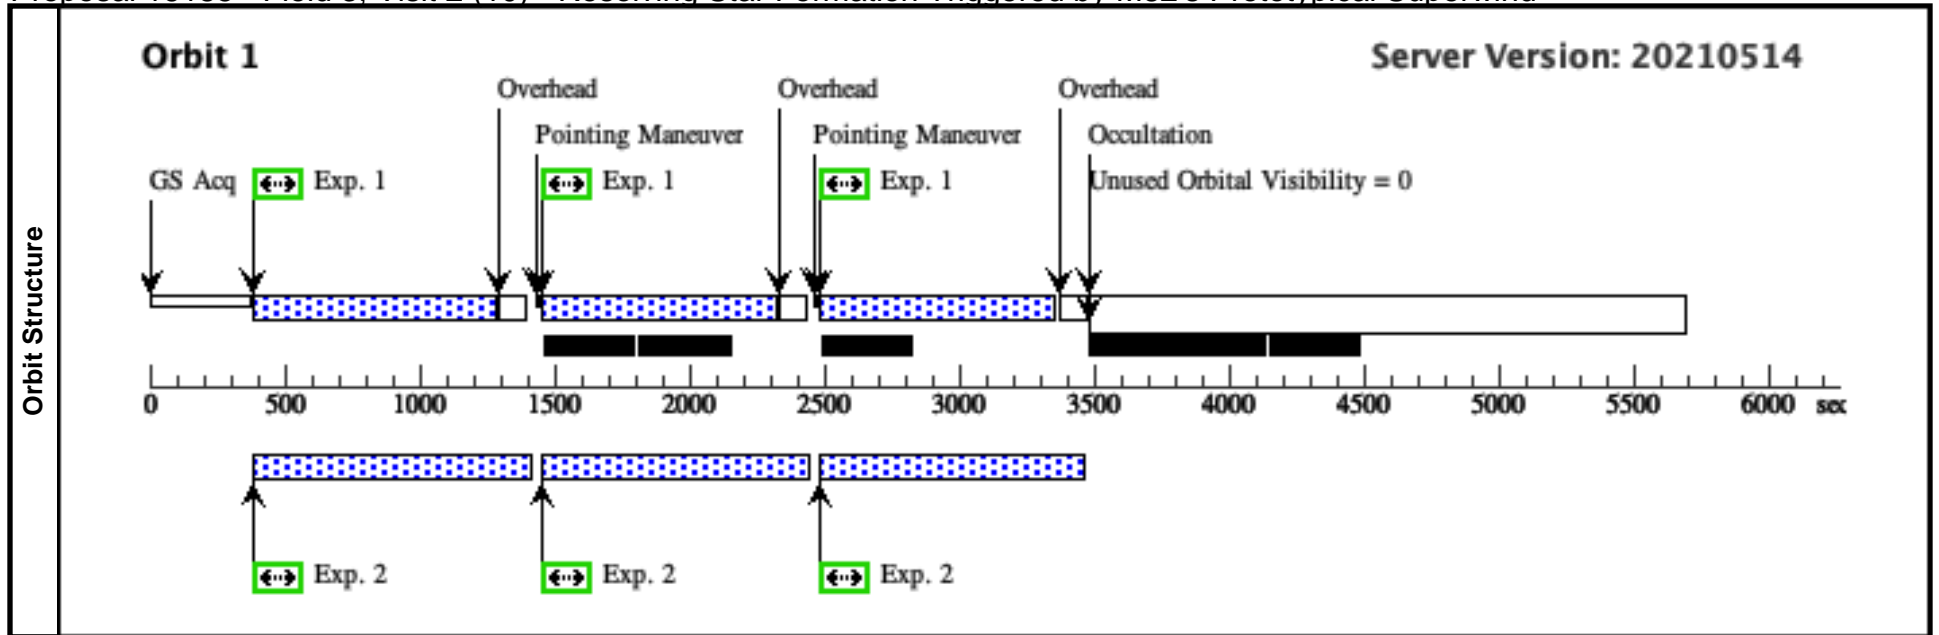 Orbit 1
Server Version: 20210514
Overhead Overhead Overhead
Pointing Maneuver Pointing Maneuver Occultation
GS Acq Exp. 1 Exp. 1 Exp. 1 Unused Orbital Visibility = 0
Orbit Structure
0 500 1000 1500 2000 2500 3000 3500 4000 4500 5000 5500 6000 sec
Exp. 2 Exp. 2 Exp. 2